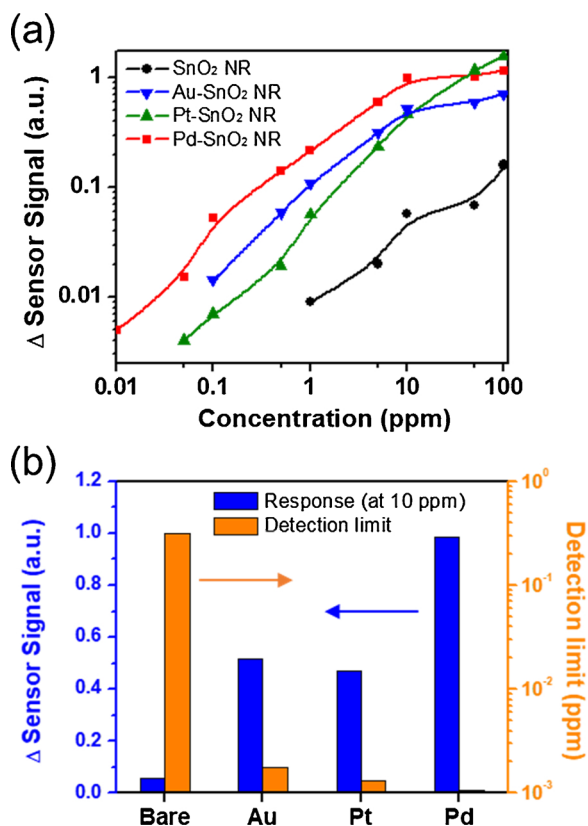 (a)
Δ Sensor Signal (a.u.)
1
0.1
0.01
SnO₂ NR
Au-SnO₂ NR
Pt-SnO₂ NR
Pd-SnO₂ NR
0.01 0.1 1 10 100
Concentration (ppm)
(b)
Δ Sensor Signal (a.u.)
1.2
1.0
0.8
0.6
0.4
0.2
0.0
Response (at 10 ppm)
Detection limit
10⁰
10⁻¹
10⁻²
10⁻³
Detection limit (ppm)
Bare Au Pt Pd